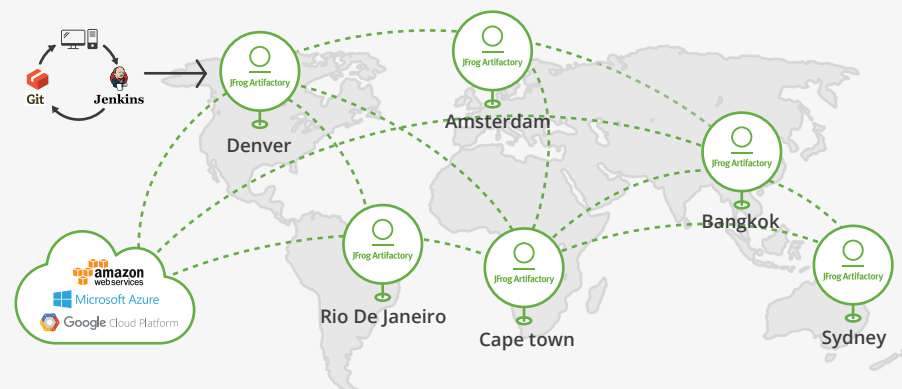 Git
Jenkins
JFrog Artifactory
Denver
JFrog Artifactory
Amsterdam
JFrog Artifactory
Bangkok
JFrog Artifactory
Rio De Janeiro
JFrog Artifactory
Cape town
JFrog Artifactory
Sydney
amazon
webservices
Microsoft Azure
Google Cloud Platform